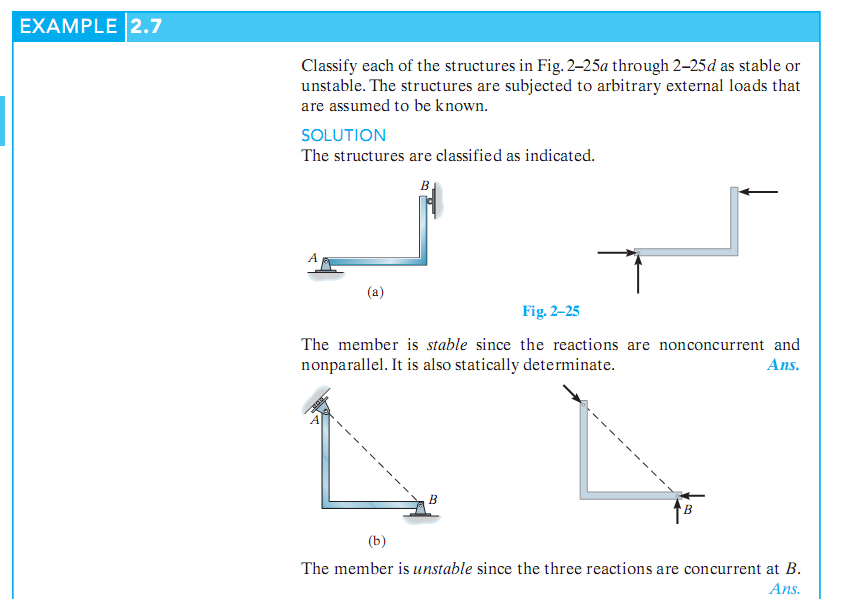 EXAMPLE 2.7
Classify each of the structures in Fig. 2–25a through 2–25d as stable or
unstable. The structures are subjected to arbitrary external loads that
are assumed to be known.
SOLUTION
The structures are classified as indicated.
B
A
(a)
Fig. 2–25
The member is stable since the reactions are nonconcurrent and
nonparallel. It is also statically determinate. Ans.
A
B
B
(b)
The member is unstable since the three reactions are concurrent at B.
Ans.